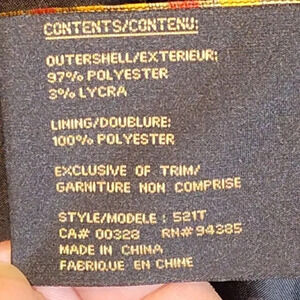 CONTENTS/CONTENU:
OUTERSHELL/EXTERIEUR:
97% POLYESTER
3% LYCRA
LINING/DOUBLURE:
100% POLYESTER
EXCLUSIVE OF TRIM/
GARNITURE NON COMPRISE
STYLE/MODELE : 521T
CA# 00328 RN# 94385
MADE IN CHINA
FABRIQUE EN CHINE